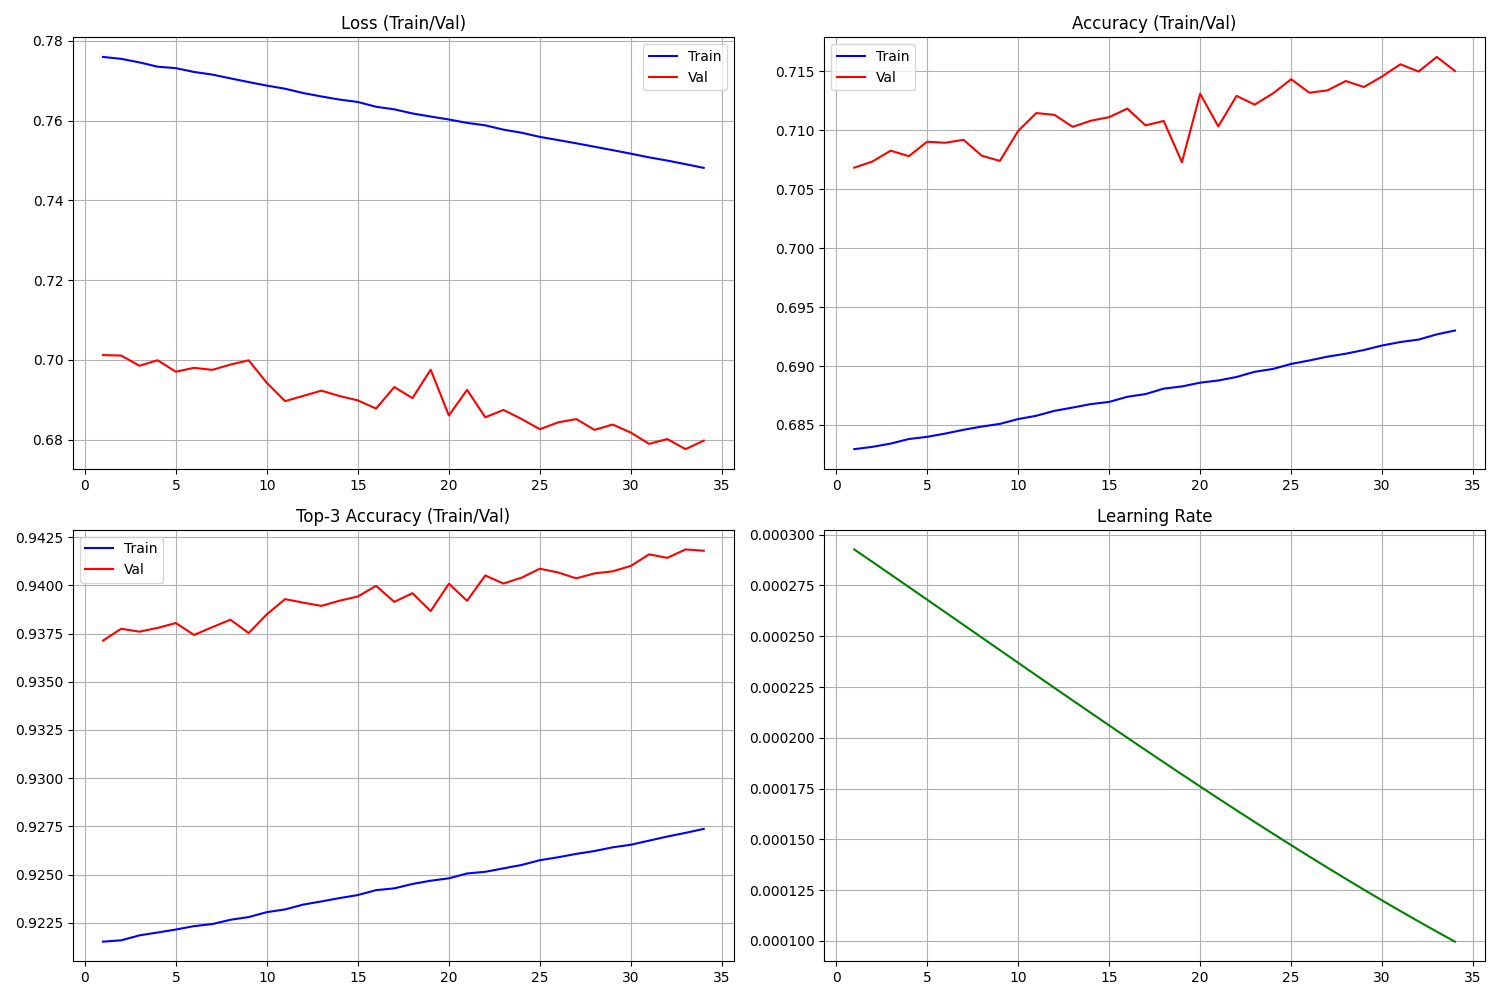 Loss (Train/Val)
Train
Val
0.78
0.76
0.74
0.72
0.70
0.68
0 5 10 15 20 25 30 35
Accuracy (Train/Val)
Train
Val
0.715
0.710
0.705
0.700
0.695
0.690
0.685
0 5 10 15 20 25 30 35
Top-3 Accuracy (Train/Val)
Train
Val
0.9425
0.9400
0.9375
0.9350
0.9325
0.9300
0.9275
0.9250
0.9225
0 5 10 15 20 25 30 35
Learning Rate
0.000300
0.000275
0.000250
0.000225
0.000200
0.000175
0.000150
0.000125
0.000100
0 5 10 15 20 25 30 35